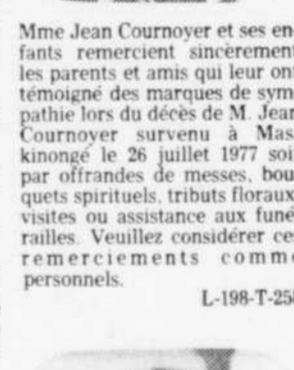 Mme Jean Cournoyer et ses en-
fants remercient sincèrement
les parents et amis qui leur ont
témoigné des marques de sym-
pathie lors du décès de M. Jean
Cournoyer survenu à Mas-
kinongé le 26 juillet 1977 soit
par offrandes de messes, bou-
quets spirituels, tributs floraux,
visites ou assistance aux funé-
railles. Veuillez considérer ces
remerciements comme
personnels.
L-198-T-25